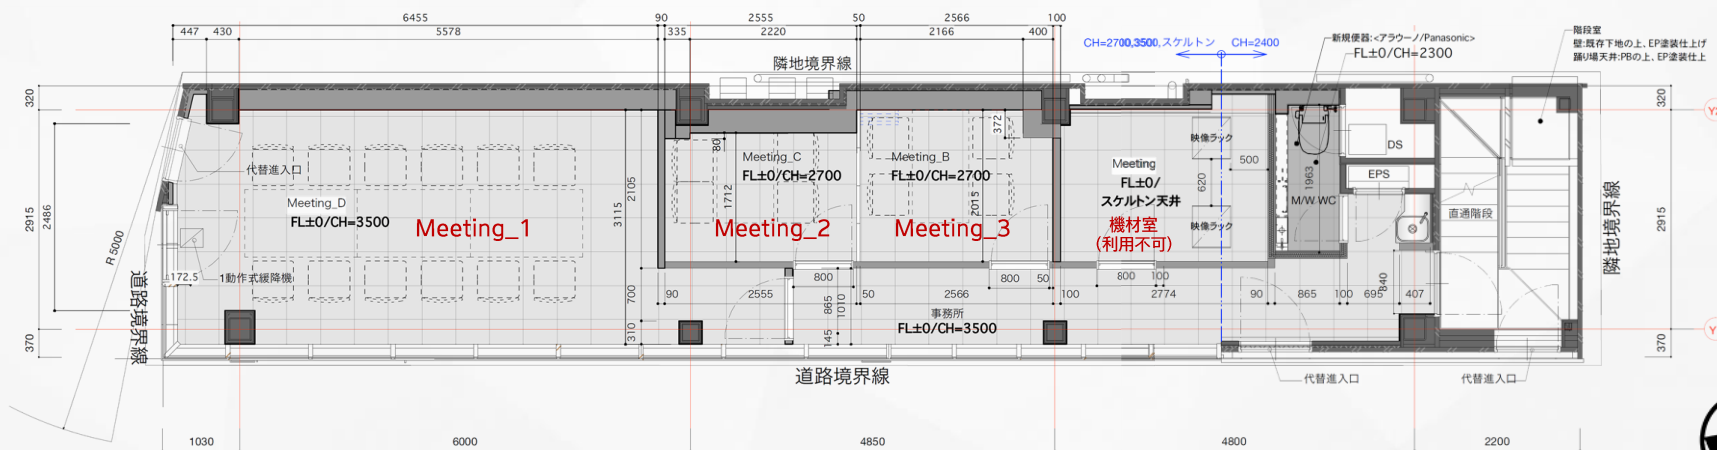 6455
90
2555
50
2566
100
447
430
5578
335
2220
2166
400
CH=2700,3500,スケルトン
CH=2400
新規便器:<アラウーノ/Panasonic>
FL±0/CH=2300
階段室
壁:既存下地の上、EP塗装仕上げ
踊り場天井:PBの上、EP塗装仕上
隣地境界線
320
2915
2486
370
R 5000
道路境界線
代替進入口
Meeting_D
FL±0/CH=3500
Meeting_1
172.5
1動作式緩降機
2105
3115
700
310
80
1712
Meeting_C
FL±0/CH=2700
Meeting_2
Meeting_B
FL±0/CH=2700
Meeting_3
372
2015
Meeting
FL±0/
スケルトン天井
機材室
(利用不可)
映像ラック
500
620
映像ラック
1963
M/W WC
DS
EPS
直通階段
840
320
2915
370
隣地境界線
800
800
50
800
100
90
2555
50
2566
100
2774
90
865
100
695
407
865
1010
145
事務所
FL±0/CH=3500
道路境界線
代替進入口
代替進入口
1030
6000
4850
4800
2200